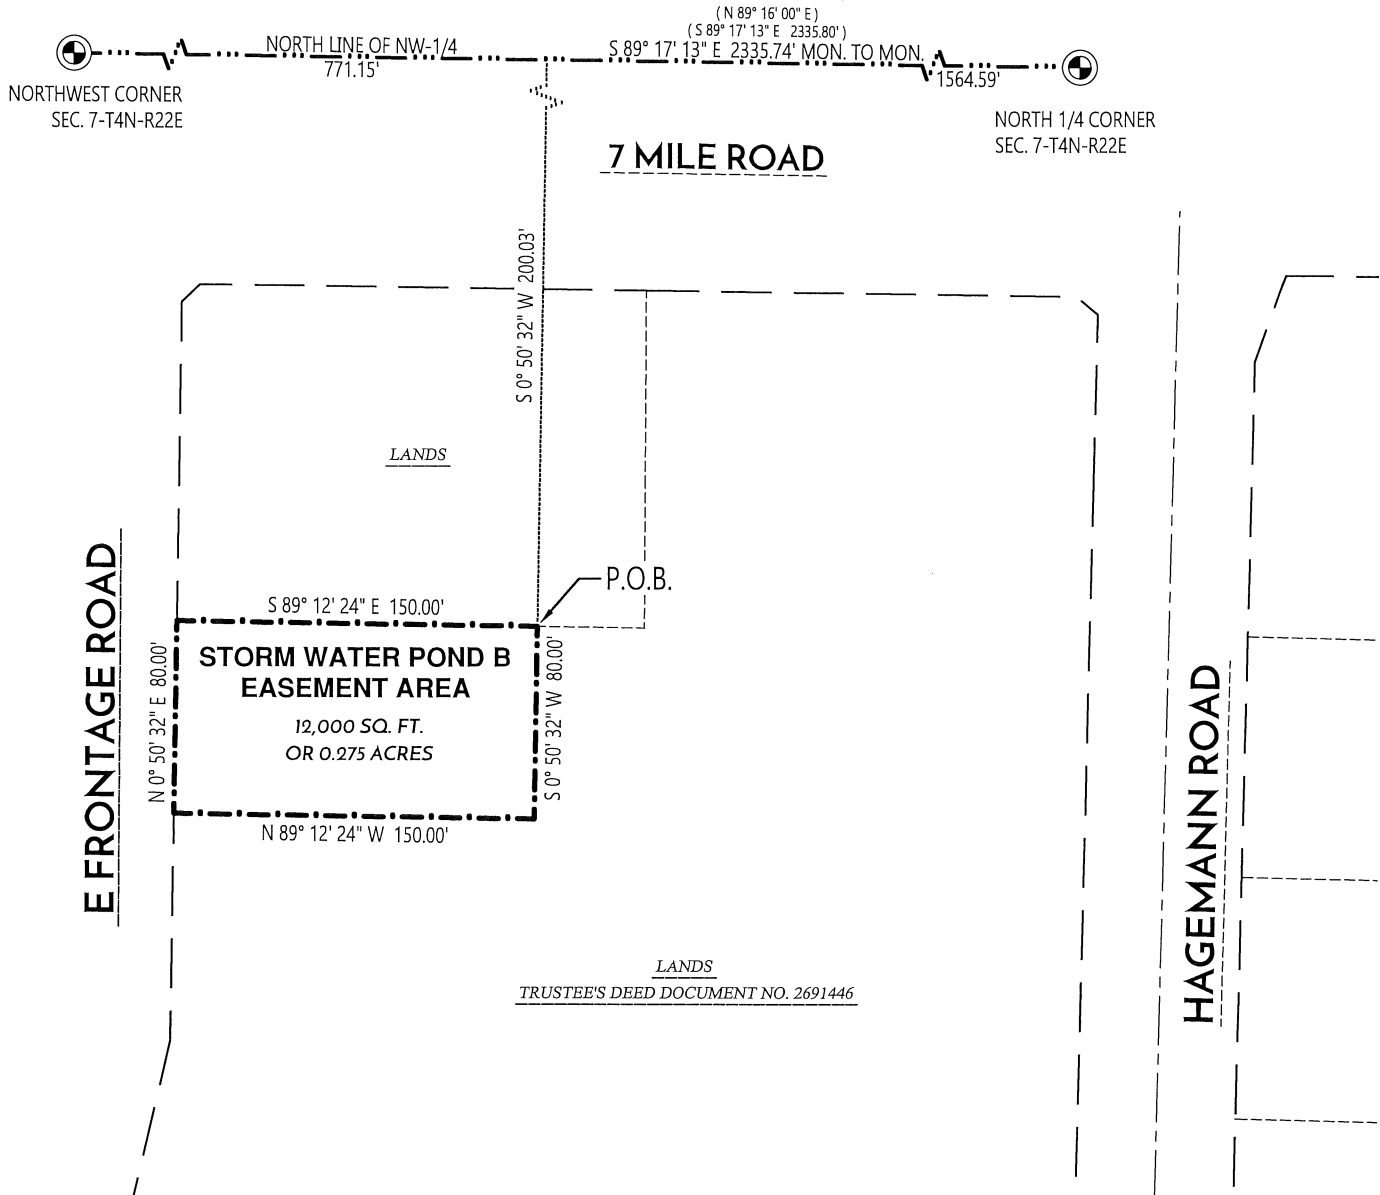 ( N 89° 16' 00" E )
( S 89° 17' 13" E 2335.80' )
NORTH LINE OF NW-1/4
S 89° 17' 13" E 2335.74' MON. TO MON.
771.15'
1564.59'
NORTHWEST CORNER
SEC. 7-T4N-R22E
NORTH 1/4 CORNER
SEC. 7-T4N-R22E
7 MILE ROAD
S 0° 50' 32" W 200.03'
LANDS
P.O.B.
S 89° 12' 24" E 150.00'
E FRONTAGE ROAD
N 0° 50' 32" E 80.00'
STORM WATER POND B
EASEMENT AREA
12,000 SQ. FT.
OR 0.275 ACRES
S 0° 50' 32" W 80.00'
N 89° 12' 24" W 150.00'
HAGEMANN ROAD
LANDS
TRUSTEE'S DEED DOCUMENT NO. 2691446